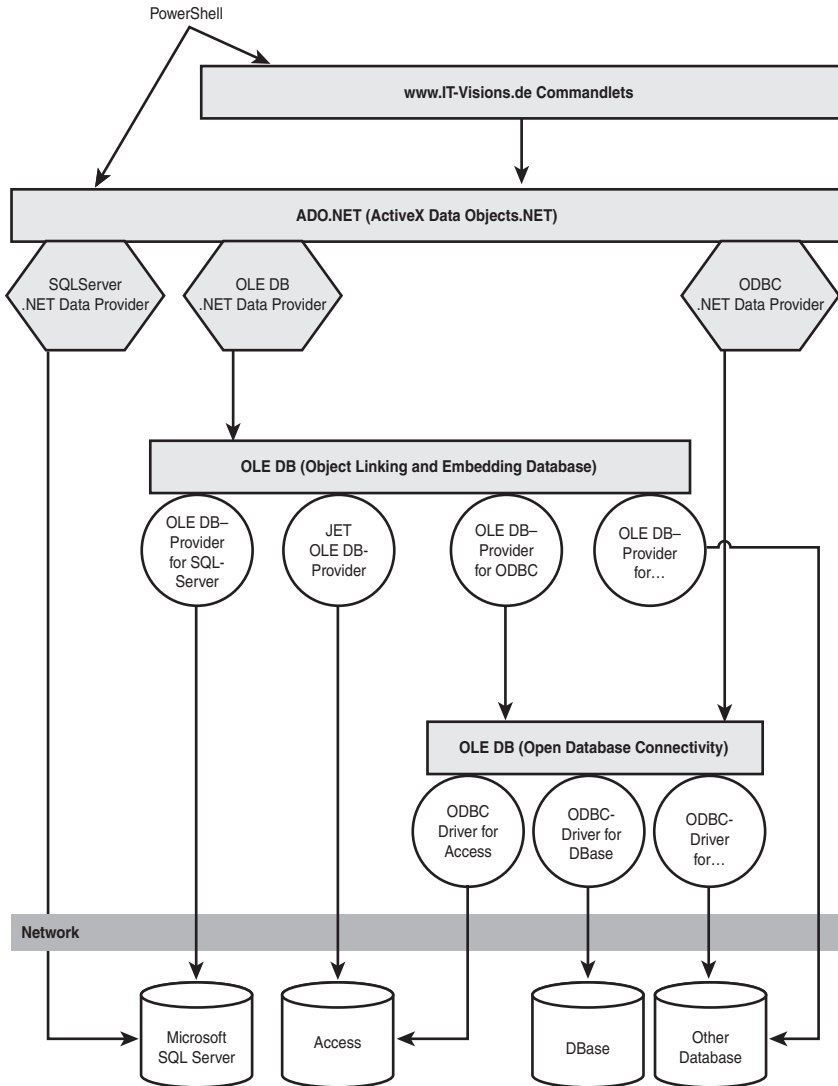 PowerShell
www.IT-Visions.de Commandlets
ADO.NET (ActiveX Data Objects.NET)
SQLServer
.NET Data Provider
OLE DB
.NET Data Provider
ODBC
.NET Data Provider
OLE DB (Object Linking and Embedding Database)
OLE DB–
Provider
for SQL-
Server
JET
OLE DB-
Provider
OLE DB–
Provider
for ODBC
OLE DB–
Provider
for…
OLE DB (Open Database Connectivity)
ODBC
Driver for
Access
ODBC-
Driver for
DBase
ODBC-
Driver
for…
Network
Microsoft
SQL Server
Access
DBase
Other
Database